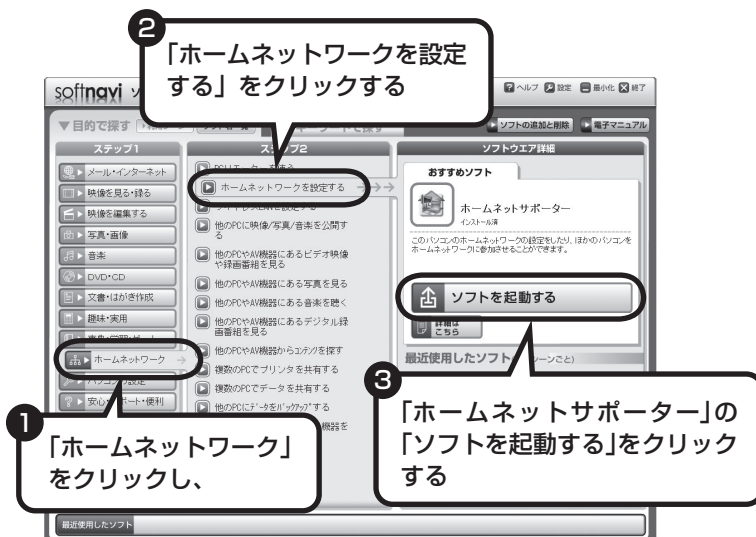 ❷
「ホームネットワークを設定
する」をクリックする
softnavi
ヘルプ 設定 最小化 終了
▼目的で探す
ソフトの追加と削除 電子マニュアル
ステップ1
メール・インターネット
映像を見る・録る
映像を編集する
写真・画像
音楽
DVD・CD
文書・はがき作成
趣味・実用
ホームネットワーク
ステップ2
ホームネットワークを設定する
他のPCに映像/写真/音楽を公開す
る
他のPCやAV機器にあるビデオ映像
や録画番組を見る
他のPCやAV機器にある写真を見る
他のPCやAV機器にある音楽を聴く
他のPCやAV機器にあるデジタル録
画番組を見る
他のPCやAV機器からコンテンツを探す
複数のPCでプリンタを共有する
複数のPCでデータを共有する
他のPCにデータをバックアップする
機器を
ソフトウエア詳細
おすすめソフト
ホームネットサポーター
インストール済
このパソコンのホームネットワークの設定をしたり、ほかのパソコンを
ホームネットワークに参加させることができます。
ソフトを起動する
詳細は
こちら
最近使用したソフト
❶
「ホームネットワーク」
をクリックし、
❸
「ホームネットサポーター」の
「ソフトを起動する」をクリック
する
最近使用したソフト